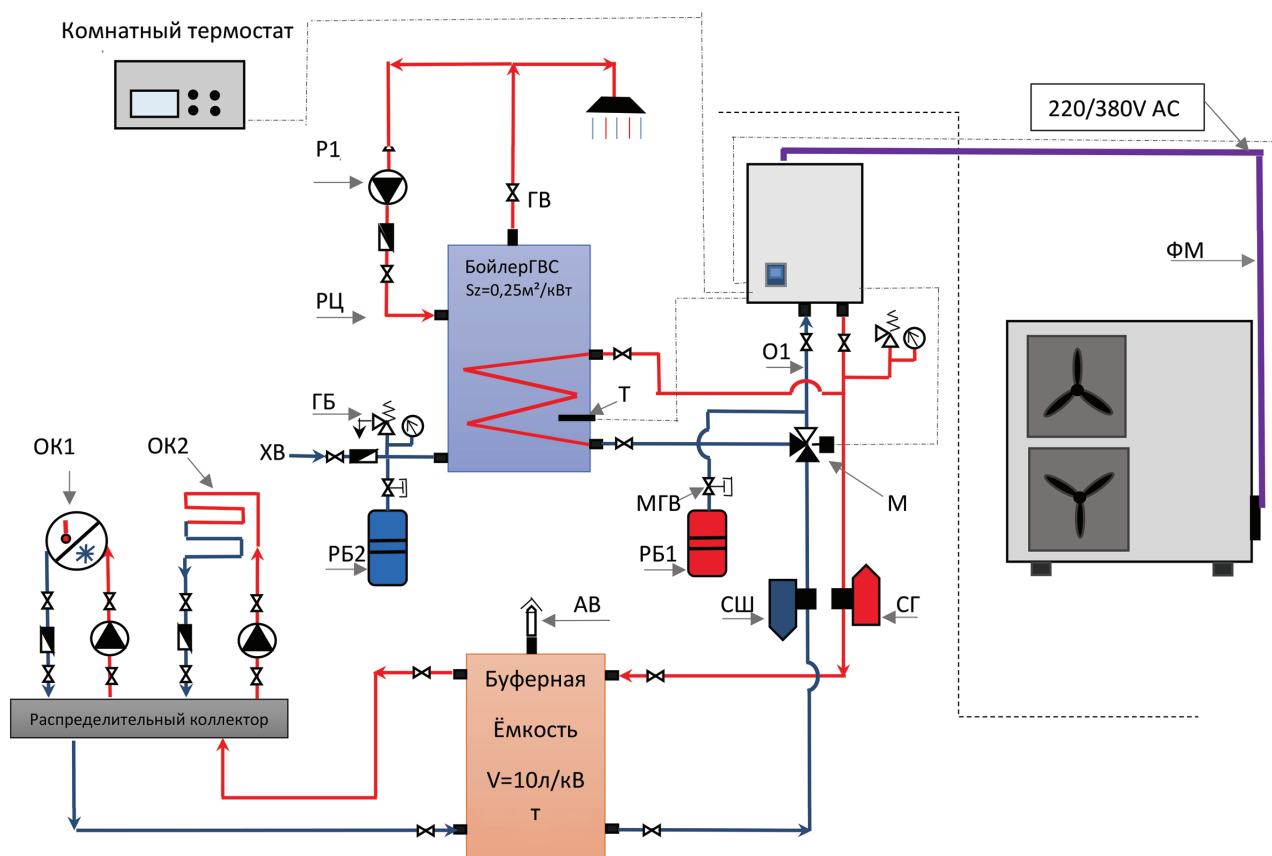 Комнатный термостат
220/380V AC
P1
ГВ
ФМ
БойлерГВС
Sz=0,25м²/кВт
РЦ
О1
ГБ
Т
ХВ
ОК1
ОК2
МГВ
М
РБ2
РБ1
АВ
СШ
СГ
Буферная
Ёмкость
V=10л/кВ
т
Распределительный коллектор